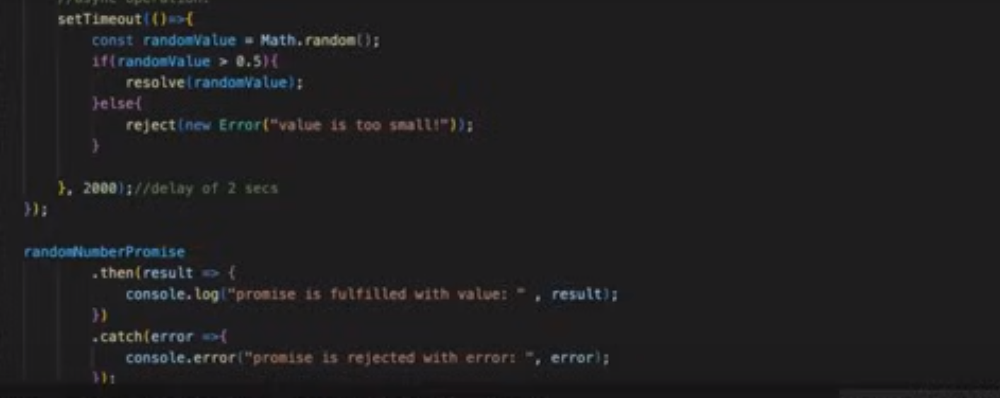 //async operation.
setTimeout(()=>{
const randomValue = Math.random();
if(randomValue > 0.5){
resolve(randomValue);
}else{
reject(new Error("value is too small!"));
}
}, 2000);//delay of 2 secs
});
randomNumberPromise
.then(result => {
console.log("promise is fulfilled with value: " , result);
})
.catch(error =>{
console.error("promise is rejected with error: ", error);
});